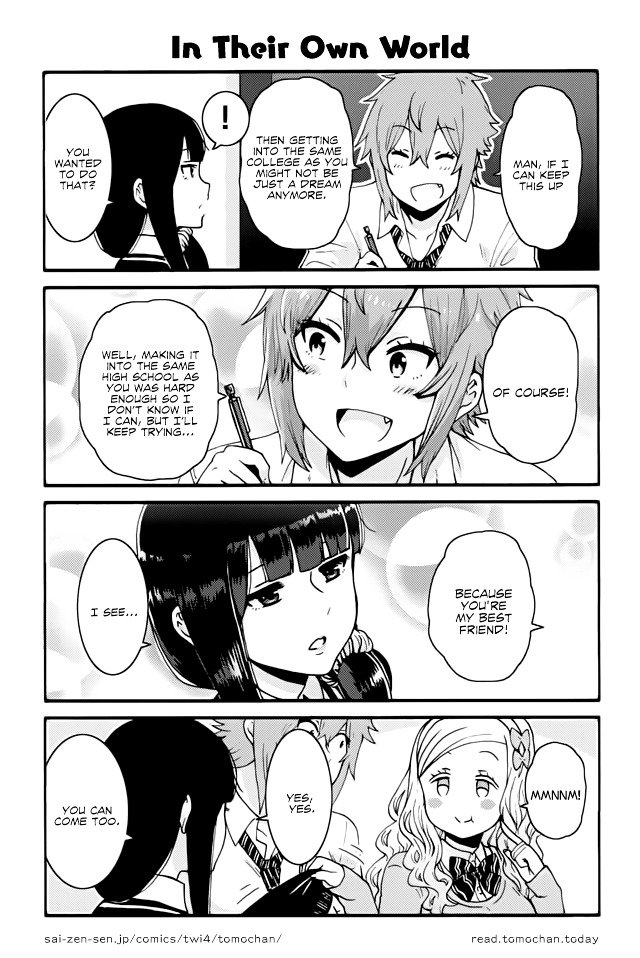 In Their Own World
MAN, IF I
CAN KEEP
THIS UP
THEN GETTING
INTO THE SAME
COLLEGE AS YOU
MIGHT NOT BE
JUST A DREAM
ANYMORE.
!
YOU
WANTED
TO DO
THAT?
OF COURSE!
WELL, MAKING IT
INTO THE SAME
HIGH SCHOOL AS
YOU WAS HARD
ENOUGH SO I
DON'T KNOW IF
I CAN, BUT I'LL
KEEP TRYING...
BECAUSE
YOU'RE
MY BEST
FRIEND!
I SEE...
MMNNM!
YES,
YES.
YOU CAN
COME TOO.
sai-zen-sen.jp/comics/twi4/tomochan/
read.tomochan.today